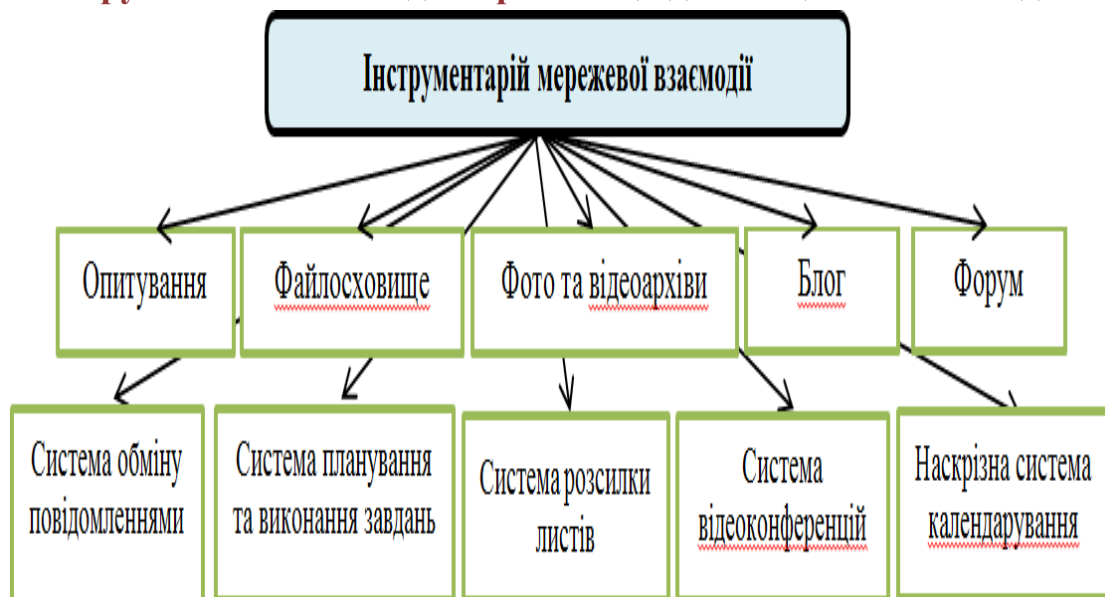 Інструментарій мережевої взаємодії
Опитування
Файлосховище
Фото та відеоархіви
Блог
Форум
Система обміну
повідомленнями
Система планування
та виконання завдань
Система розсилки
листів
Система
відеоконференцій
Наскрізна система
календарування